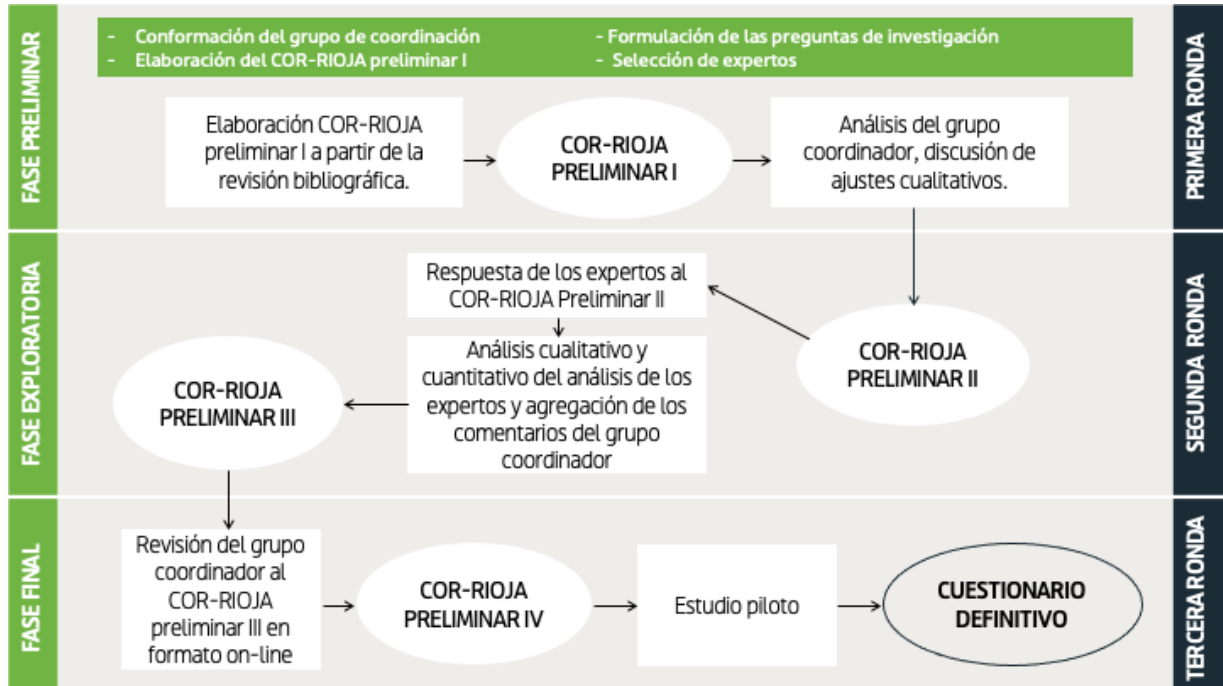 FASE PRELIMINAR
- Conformación del grupo de coordinación
- Elaboración del COR-RIOJA preliminar I
- Formulación de las preguntas de investigación
- Selección de expertos
PRIMERA RONDA
Elaboración COR-RIOJA
preliminar I a partir de la
revisión bibliográfica.
COR-RIOJA
PRELIMINAR I
Análisis del grupo
coordinador, discusión de
ajustes cualitativos.
FASE EXPLORATORIA
Respuesta de los expertos al
COR-RIOJA Preliminar II
Análisis cualitativo y
cuantitativo del análisis de los
expertos y agregación de los
comentarios del grupo
coordinador
COR-RIOJA
PRELIMINAR II
COR-RIOJA
PRELIMINAR III
SEGUNDA RONDA
FASE FINAL
Revisión del grupo
coordinador al
COR-RIOJA
preliminar III en
formato on-line
COR-RIOJA
PRELIMINAR IV
Estudio piloto
CUESTIONARIO
DEFINITIVO
TERCERA RONDA